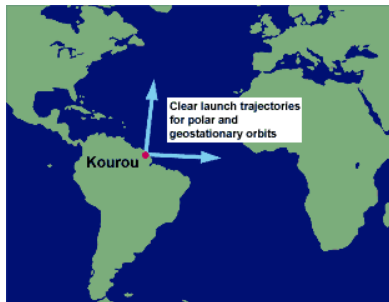 Clear launch trajectories
for polar and
geostationary orbits
Kourou